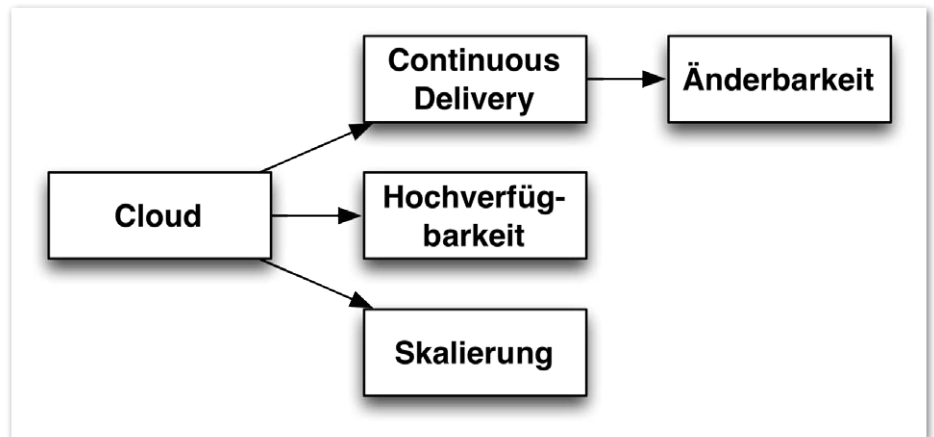 Continuous
Delivery
Änderbarkeit
Cloud
Hochverfüg-
barkeit
Skalierung